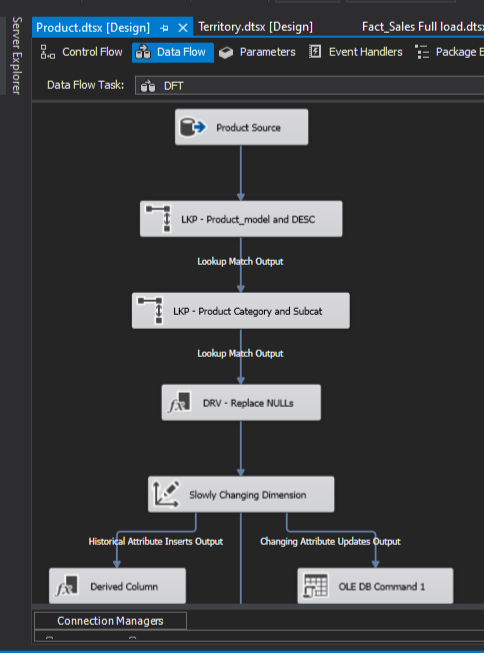 Server Explorer
Product.dtsx [Design]
Territory.dtsx [Design]
Fact_Sales Full load.dtsx
Control Flow
Data Flow
Parameters
Event Handlers
Package E
Data Flow Task:
DFT
Product Source
LKP - Product_model and DESC
Lookup Match Output
LKP - Product Category and Subcat
Lookup Match Output
DRV - Replace NULLs
Slowly Changing Dimension
Historical Attribute Inserts Output
Changing Attribute Updates Output
Derived Column
OLE DB Command 1
Connection Managers